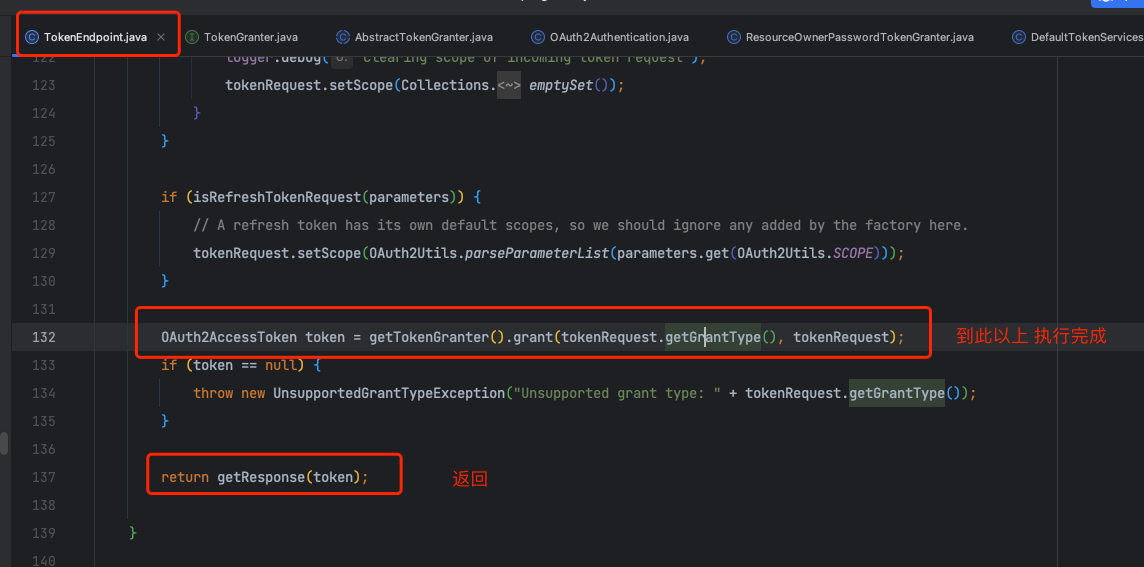 TokenEndpoint.java × TokenGranter.java AbstractTokenGranter.java OAuth2Authentication.java ResourceOwnerPasswordTokenGranter.java DefaultTokenServices
122 logger.debug( "Clearing scope of incoming token request");
123 tokenRequest.setScope(Collections.<~> emptySet());
124 }
125 }
126
127 if (isRefreshTokenRequest(parameters)) {
128 // A refresh token has its own default scopes, so we should ignore any added by the factory here.
129 tokenRequest.setScope(OAuth2Utils.parseParameterList(parameters.get(OAuth2Utils.SCOPE)));
130 }
131
132 OAuth2AccessToken token = getTokenGranter().grant(tokenRequest.getGrantType(), tokenRequest); 到此以上 执行完成
133 if (token == null) {
134 throw new UnsupportedGrantTypeException("Unsupported grant type: " + tokenRequest.getGrantType());
135 }
136
137 return getResponse(token); 返回
138
139 }
140